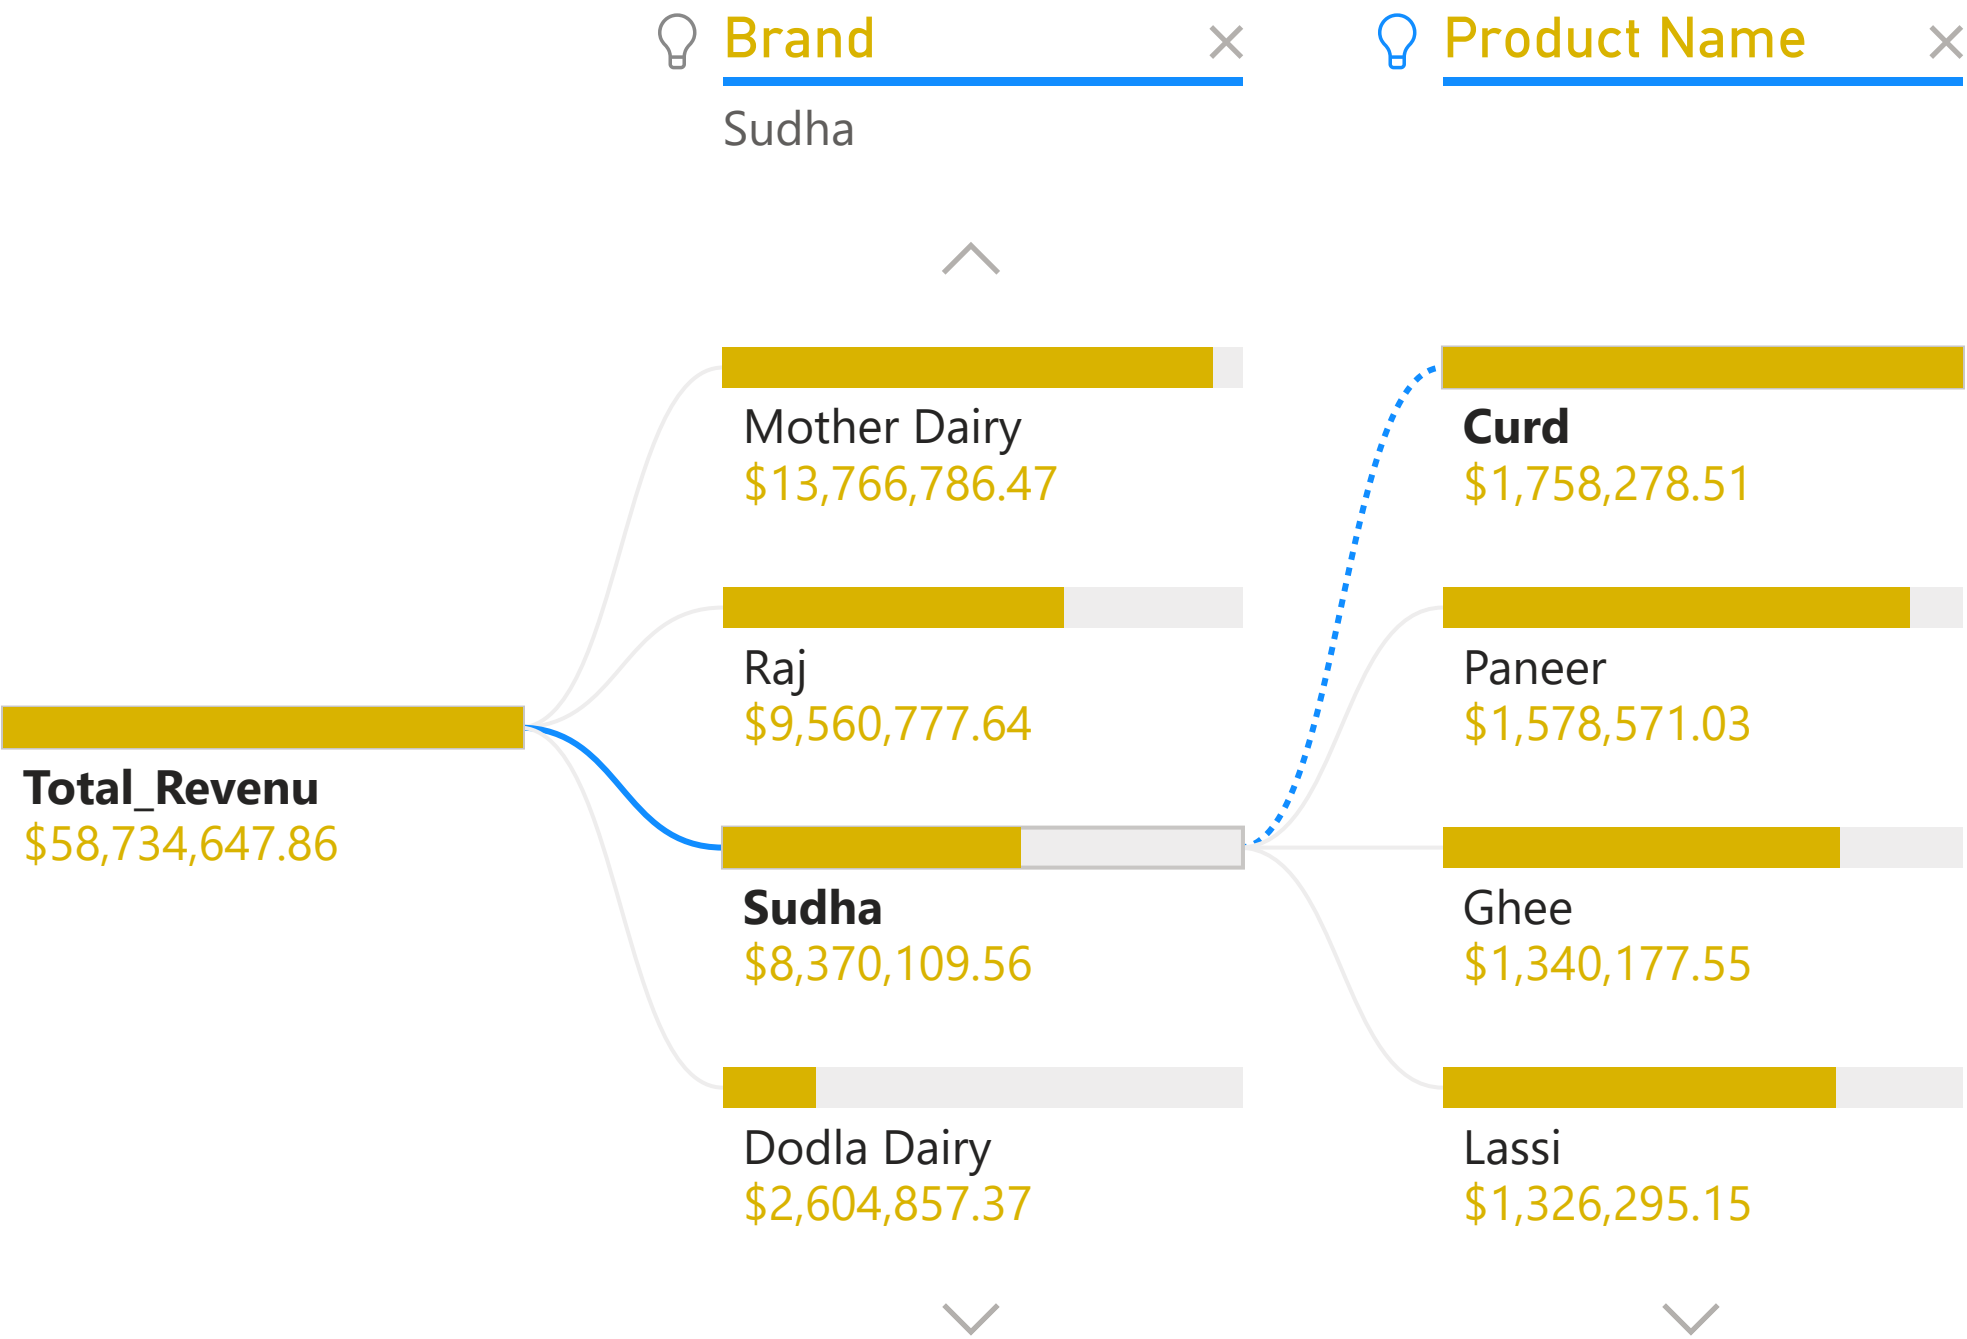 Brand
Product Name
Sudha
Mother Dairy
$13,766,786.47
Curd
$1,758,278.51
Raj
$9,560,777.64
Paneer
$1,578,571.03
Total_Revenu
$58,734,647.86
Sudha
$8,370,109.56
Ghee
$1,340,177.55
Dodla Dairy
$2,604,857.37
Lassi
$1,326,295.15